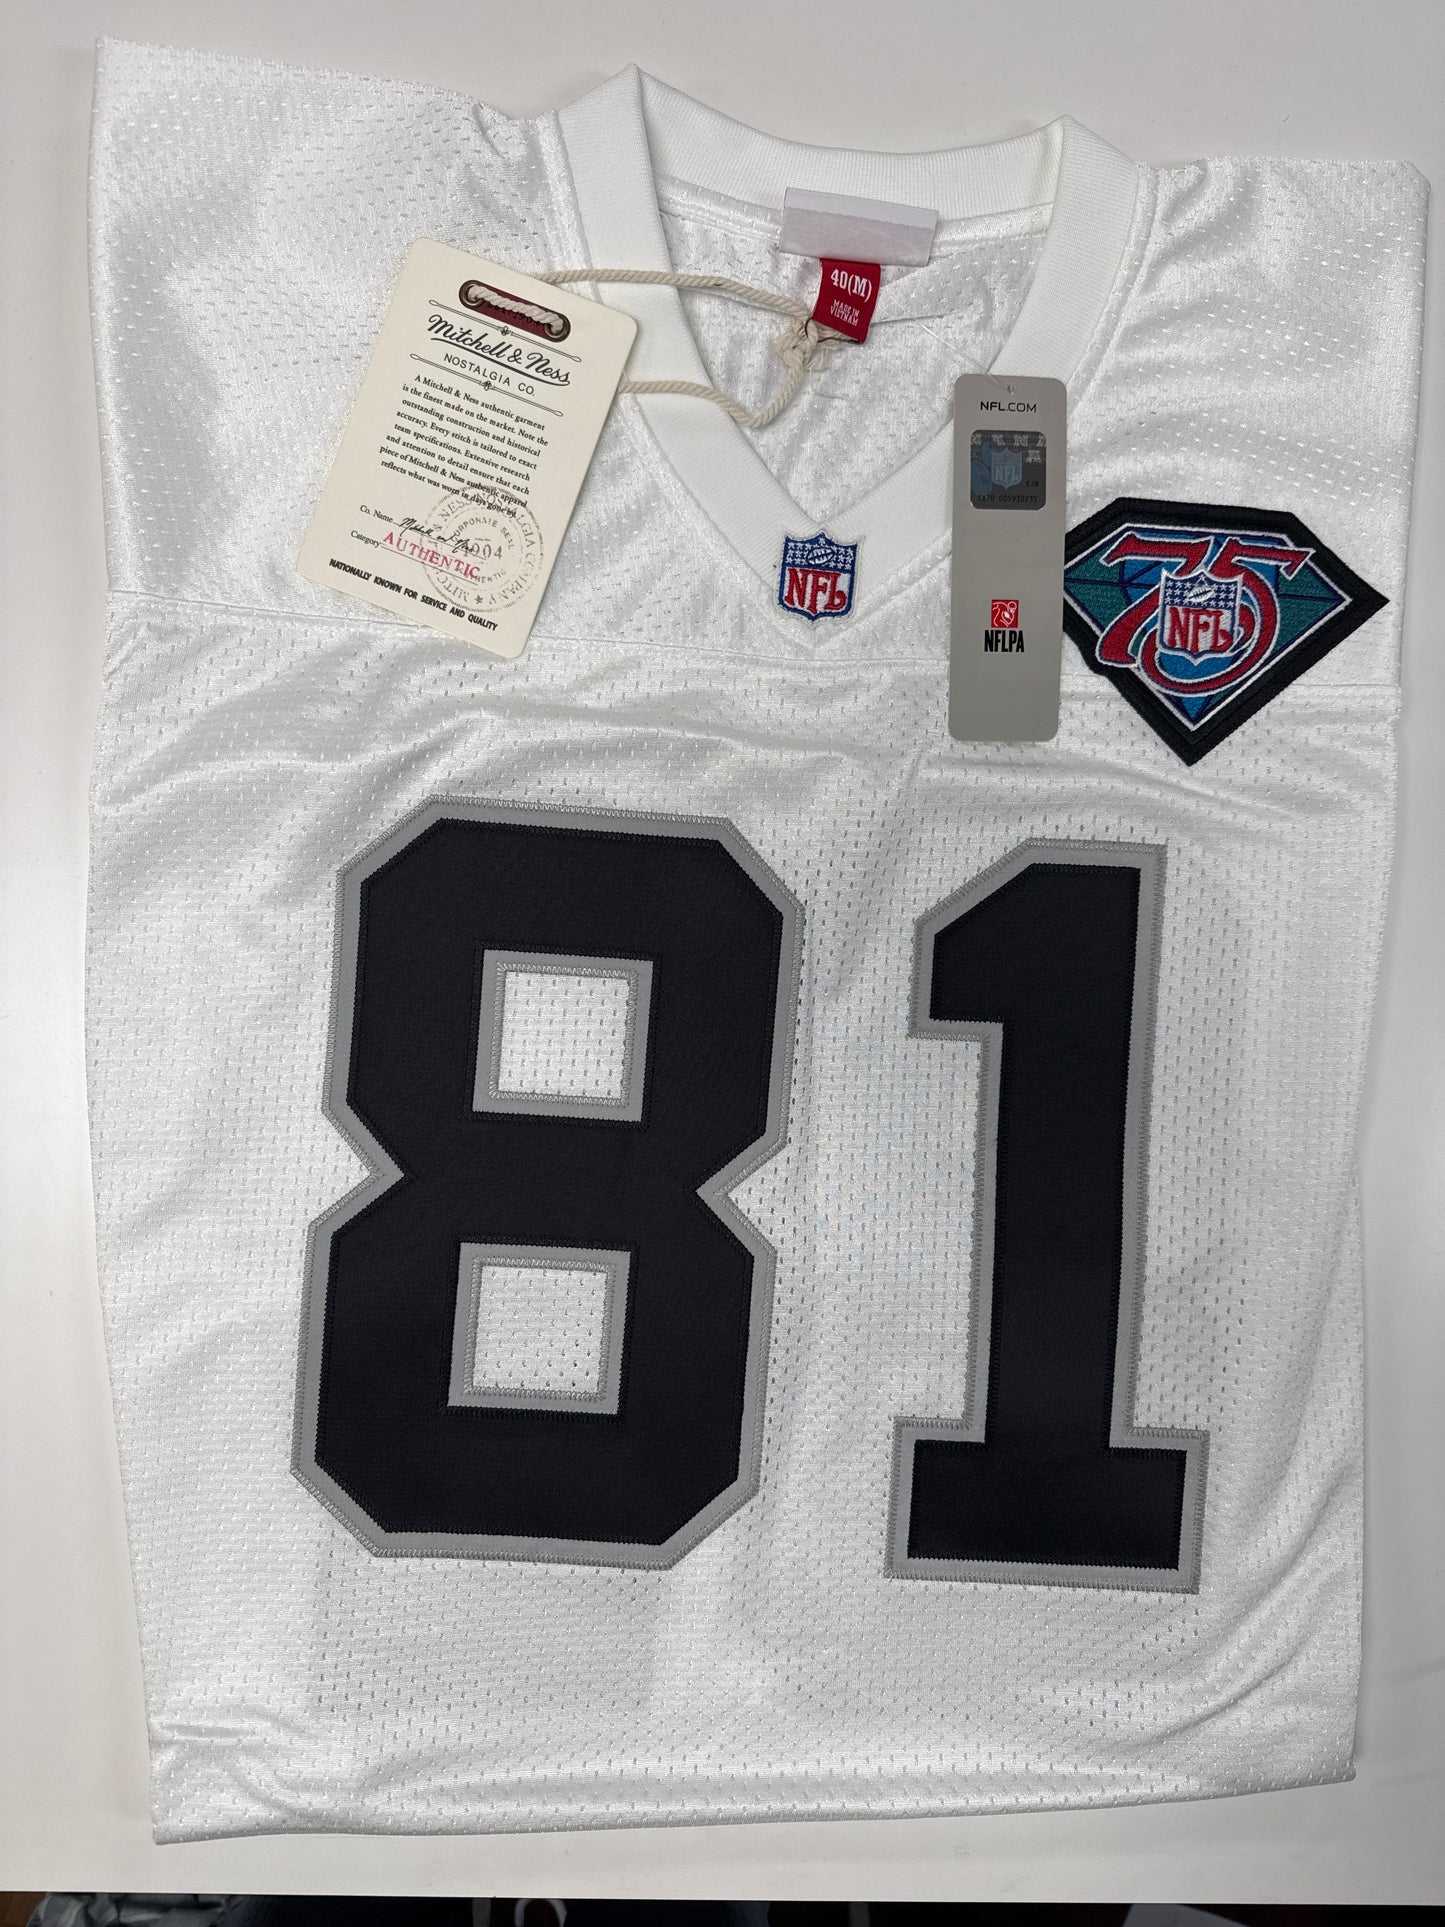 40(M)
MADE IN
VIETNAM
Mitchell & Ness
NOSTALGIA CO.
A Mitchell & Ness authentic garment
is the finest made on the market. Note the
outstanding construction and historical
accuracy. Every stitch is tailored to exact
team specifications. Extensive research
and attention to detail ensure that each
piece of Mitchell & Ness authentic apparel
reflects what was worn in days gone by.
Co. Name
Category
AUTHENTIC
NATIONALLY KNOWN FOR SERVICE AND QUALITY
NFL.COM
NFL
KJN
005930235
NFLPA
NFL
75
NFL
81